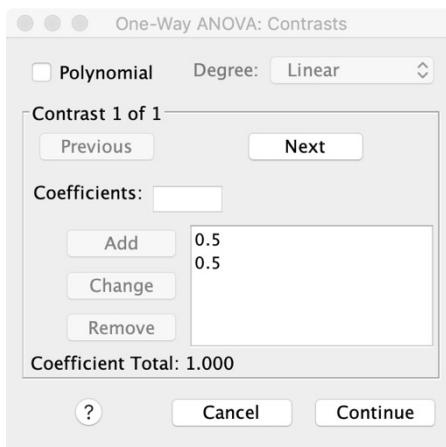 One-Way ANOVA: Contrasts
Polynomial Degree: Linear
Contrast 1 of 1
Previous Next
Coefficients:
Add
0.5
0.5
Change
Remove
Coefficient Total: 1.000
? Cancel Continue